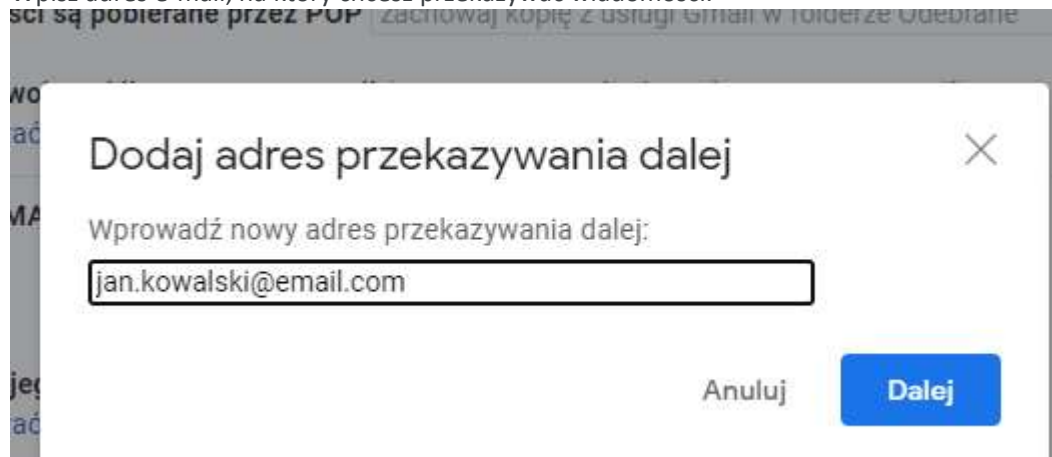 są pobierane przez POP
Dodaj adres przekazywania dalej
Wprowadź nowy adres przekazywania dalej:
jan.kowalski@email.com
Anuluj
Dalej